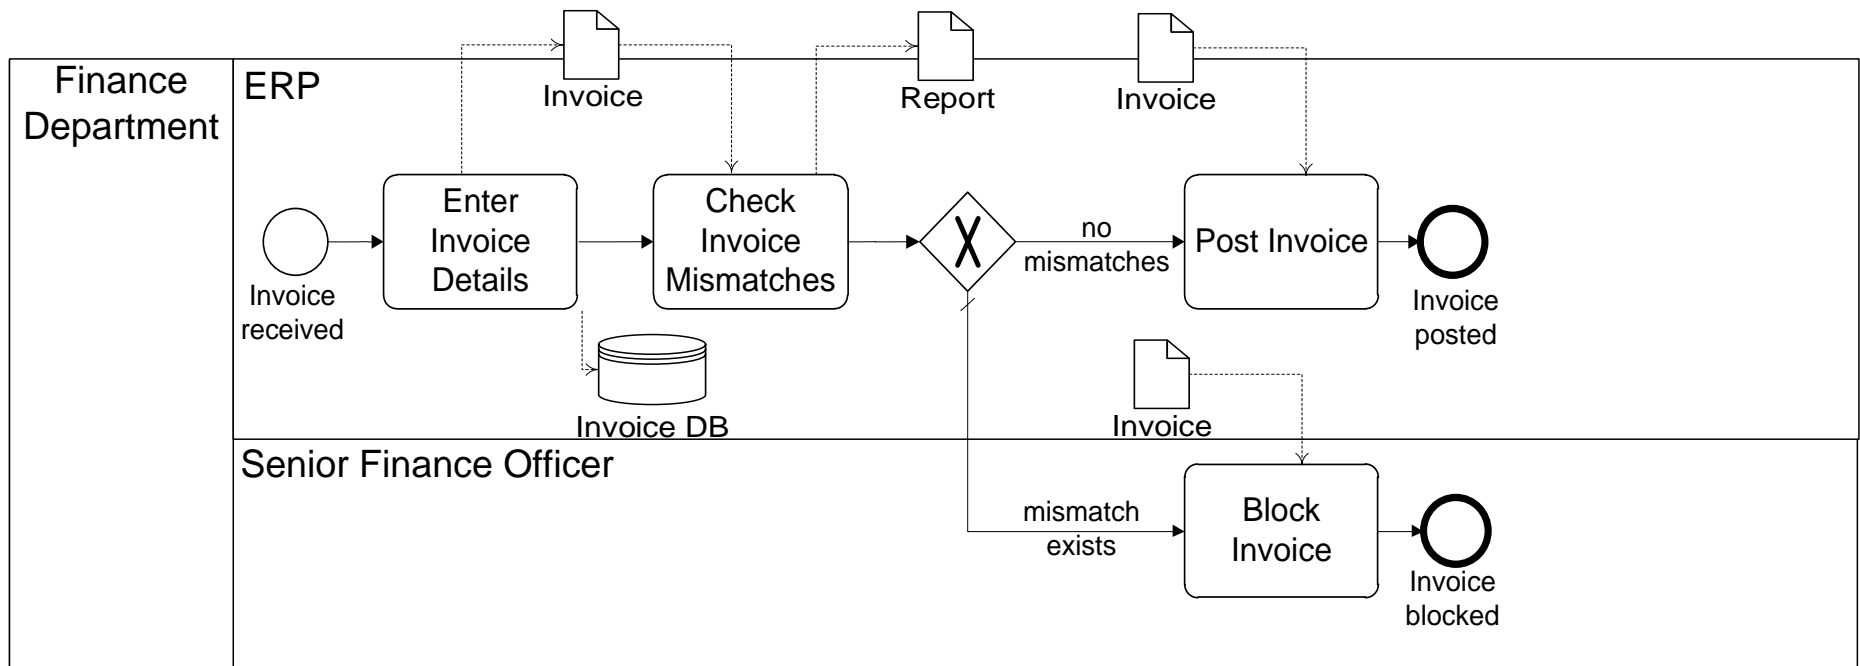 Finance
Department
ERP
Invoice
Report
Invoice
Enter
Invoice
Details
Check
Invoice
Mismatches
no
mismatches
Post Invoice
Invoice
received
Invoice
posted
Invoice DB
Invoice
Senior Finance Officer
mismatch
exists
Block
Invoice
Invoice
blocked